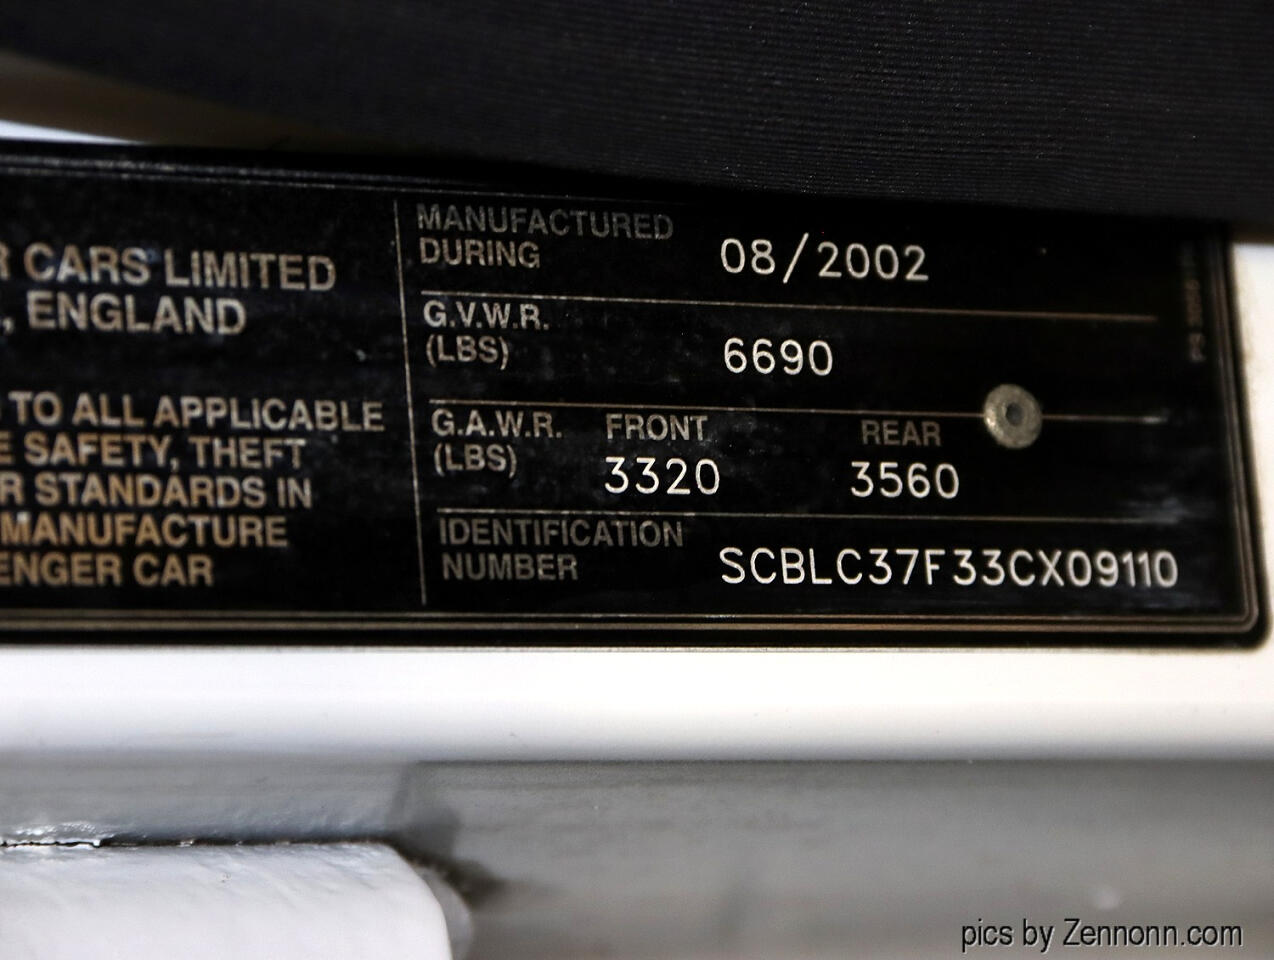 R CARS LIMITED
, ENGLAND
TO ALL APPLICABLE
E SAFETY, THEFT
R STANDARDS IN
MANUFACTURE
ENGER CAR
MANUFACTURED
DURING 08/2002
G.V.W.R.
(LBS) 6690
G.A.W.R. FRONT REAR
(LBS) 3320 3560
IDENTIFICATION
NUMBER SCBLC37F33CX09110
pics by Zennonn.com